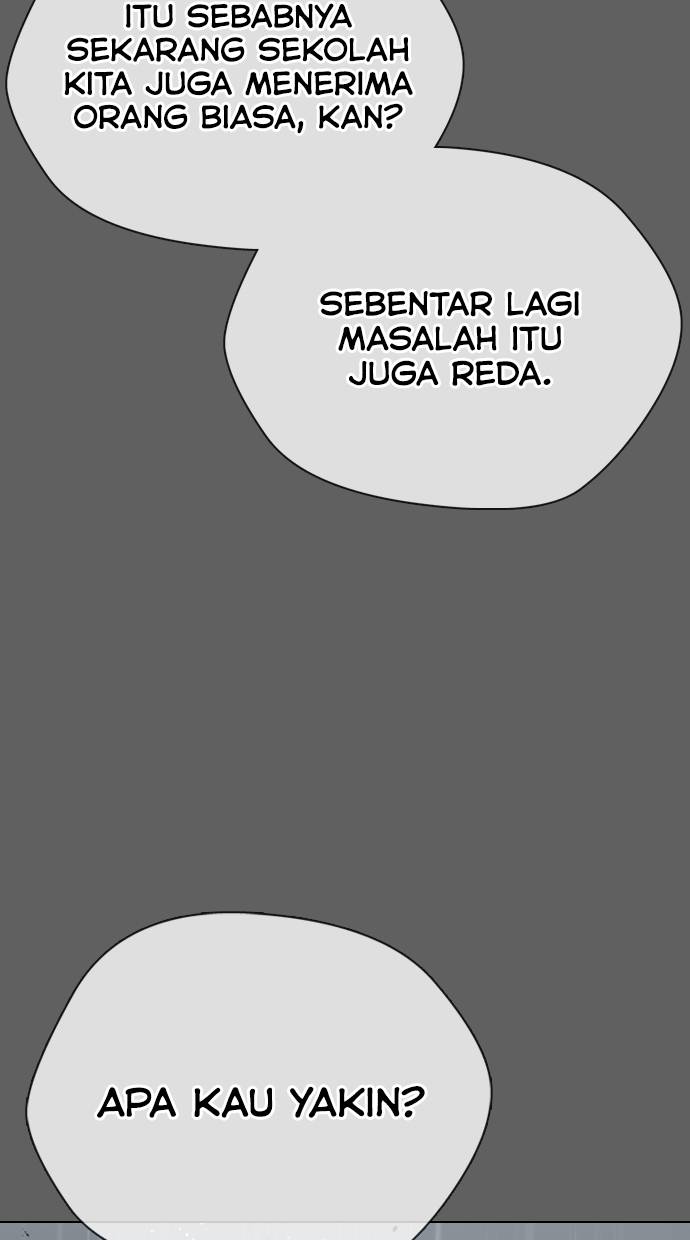 ITU SEBABNYA
SEKARANG SEKOLAH
KITA JUGA MENERIMA
ORANG BIASA, KAN?
SEBENTAR LAGI
MASALAH ITU
JUGA REDA.
APA KAU YAKIN?